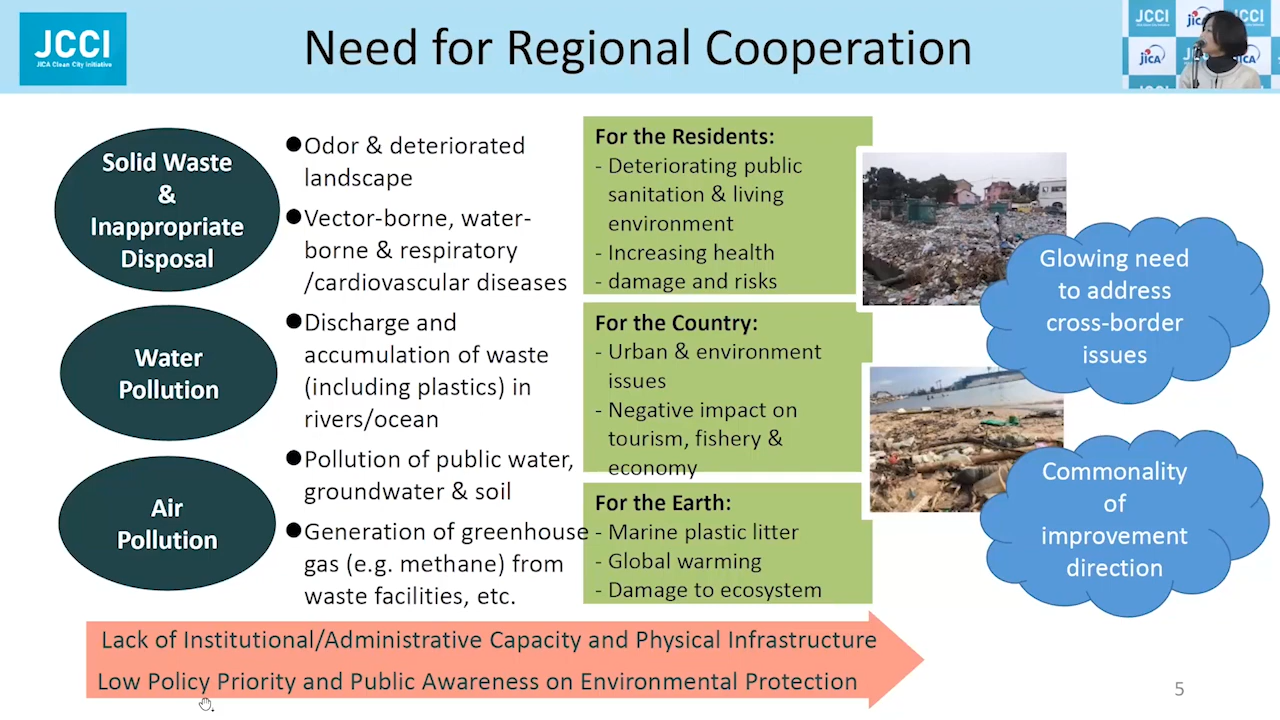 JCCI
JICA Clean City Initiative
Need for Regional Cooperation
JCCI
JICA
JCCI
JICA
JICA
Solid Waste
&
Inappropriate
Disposal
Water
Pollution
Air
Pollution
●Odor & deteriorated
landscape
●Vector-borne, water-
borne & respiratory
/cardiovascular diseases
●Discharge and
accumulation of waste
(including plastics) in
rivers/ocean
●Pollution of public water,
groundwater & soil
●Generation of greenhouse
gas (e.g. methane) from
waste facilities, etc.
For the Residents:
- Deteriorating public
sanitation & living
environment
- Increasing health
- damage and risks
For the Country:
- Urban & environment
issues
- Negative impact on
tourism, fishery &
economy
For the Earth:
- Marine plastic litter
- Global warming
- Damage to ecosystem
Glowing need
to address
cross-border
issues
Commonality
of
improvement
direction
Lack of Institutional/Administrative Capacity and Physical Infrastructure
Low Policy Priority and Public Awareness on Environmental Protection
5